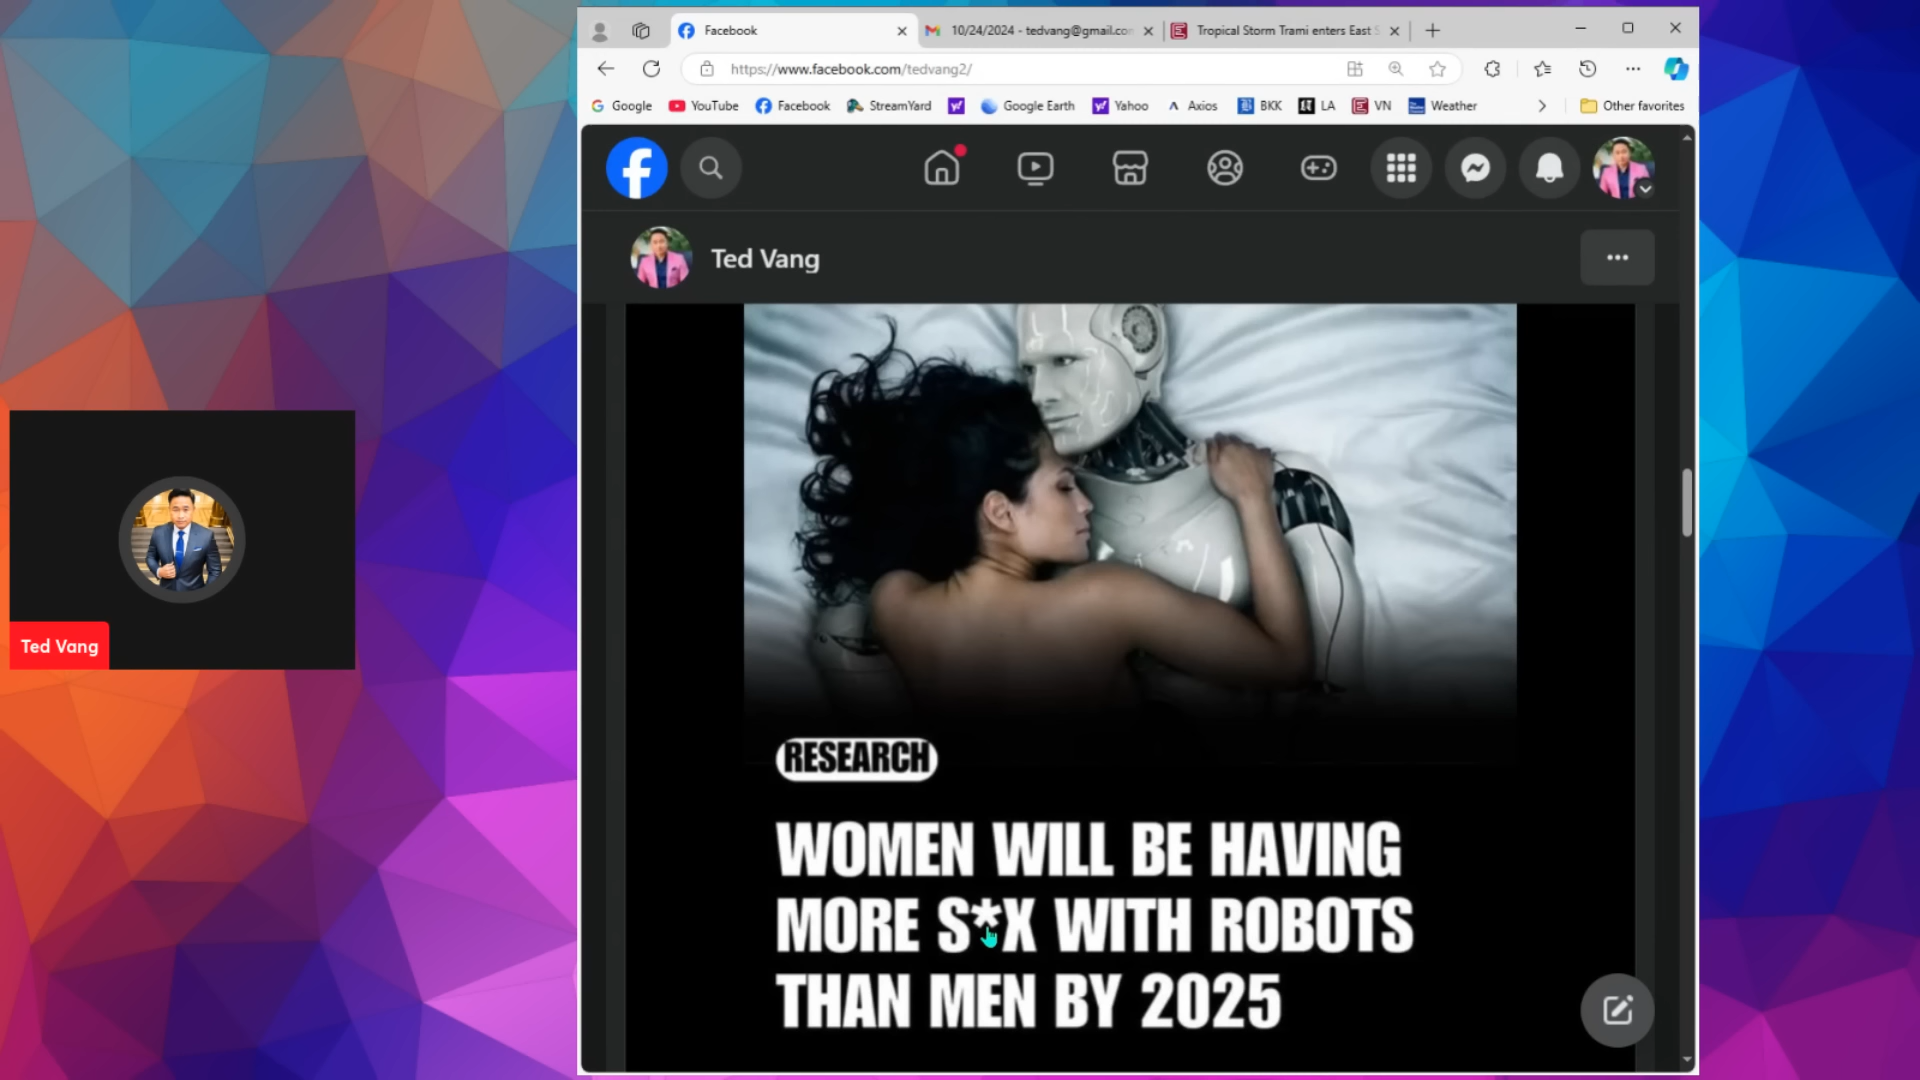 Facebook
10/24/2024 - tedvang@gmail.co
Tropical Storm Trami enters East S
https://www.facebook.com/tedvang2/
Google
YouTube
Facebook
StreamYard
Google Earth
Yahoo
Axios
BKK
LA
VN
Weather
Other favorites
Ted Vang
RESEARCH
WOMEN WILL BE HAVING
MORE S*X WITH ROBOTS
THAN MEN BY 2025
Ted Vang